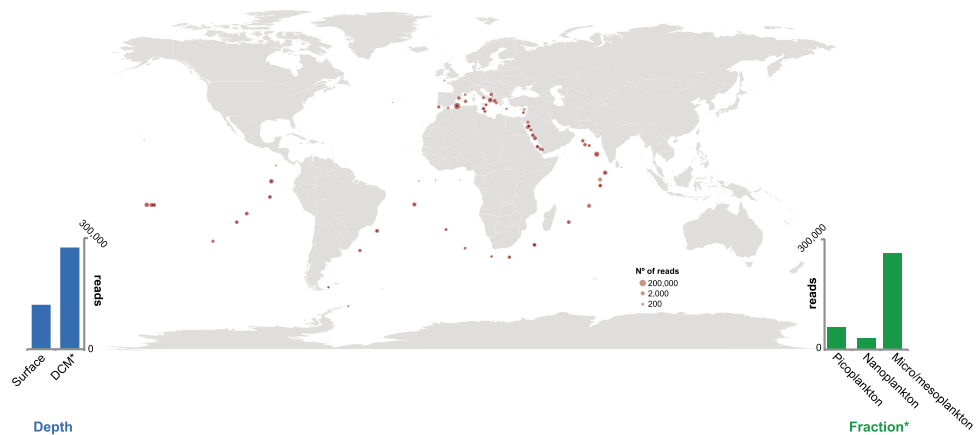 300,000
reads
0
Surface
DCM*
Depth
Nº of reads
200,000
2,000
200
300,000
reads
0
Picoplankton
Nanoplankton
Micro/mesoplankton
Fraction*